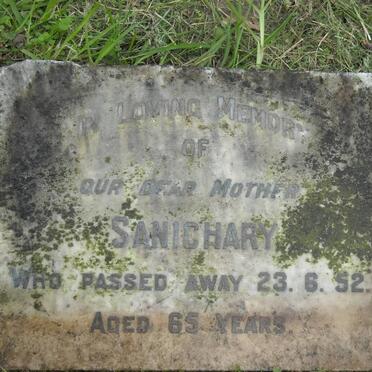 IN LOVING MEMORY
OF
OUR DEAR MOTHER
SANICHARY
WHO PASSED AWAY 23.6.52.
AGED 65 YEARS.